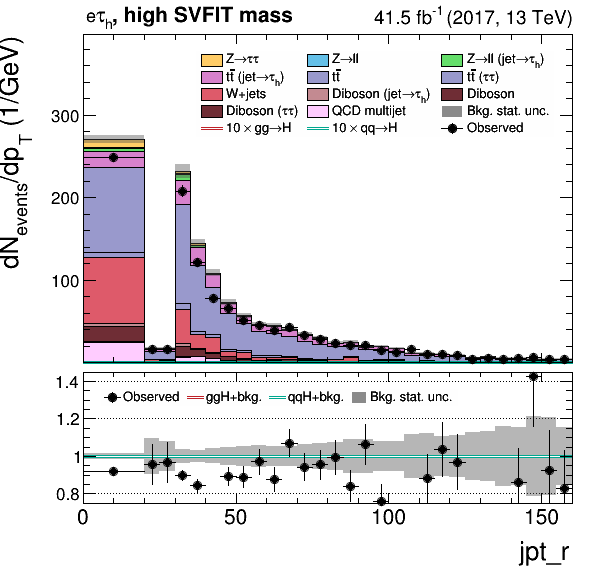 eτh, high SVFIT mass 41.5 fb-1 (2017, 13 TeV)
dNevents/dpT (1/GeV)
Z→ττ Z→ll Z→ll (jet→τh)
tt̄ (jet→τh) tt̄ tt̄ (ττ)
W+jets Diboson (jet→τh) Diboson
Diboson (ττ) QCD multijet Bkg. stat. unc.
10 × gg→H 10 × qq→H Observed
300
200
100
1.4
Observed ggH+bkg. qqH+bkg. Bkg. stat. unc.
1.2
1
0.8
0 50 100 150
jpt_r